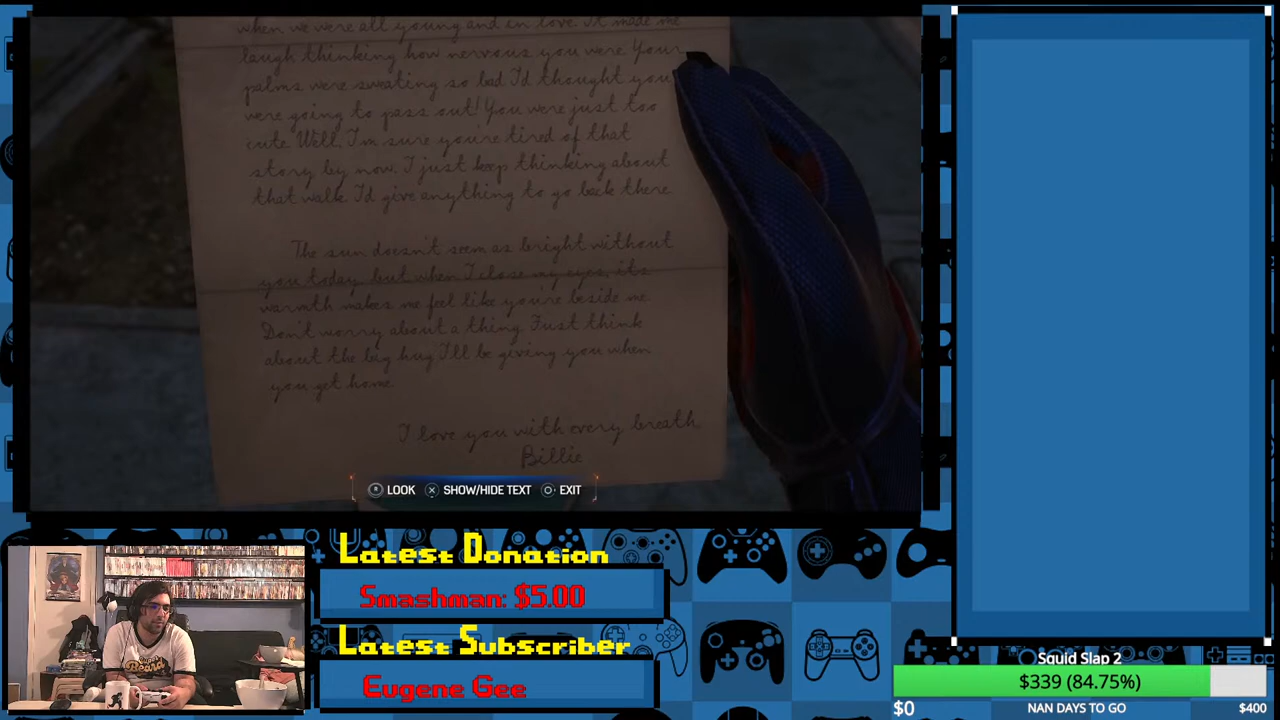 when we were all young and in love. It made me
laugh thinking how nervous you were Your
palms were sweating so bad I'd thought you
were going to pass out! You were just too
cute. Well, I'm sure you're tired of that
story by now. I just keep thinking about
that walk. I'd give anything to go back there
The sun doesn't seem as bright without
you today, but when I close my eyes, it's
warmth makes me feel like you're beside me
Don't worry about a thing. Just think
about the big hug I'll be giving you when
you get home.
I love you with every breath
Billie
LOOK SHOW/HIDE TEXT EXIT
Latest Donation
Smashman: $5.00
Latest Subscriber
Eugene Gee
Squid Slap 2
$339 (84.75%)
$0 NAN DAYS TO GO $400